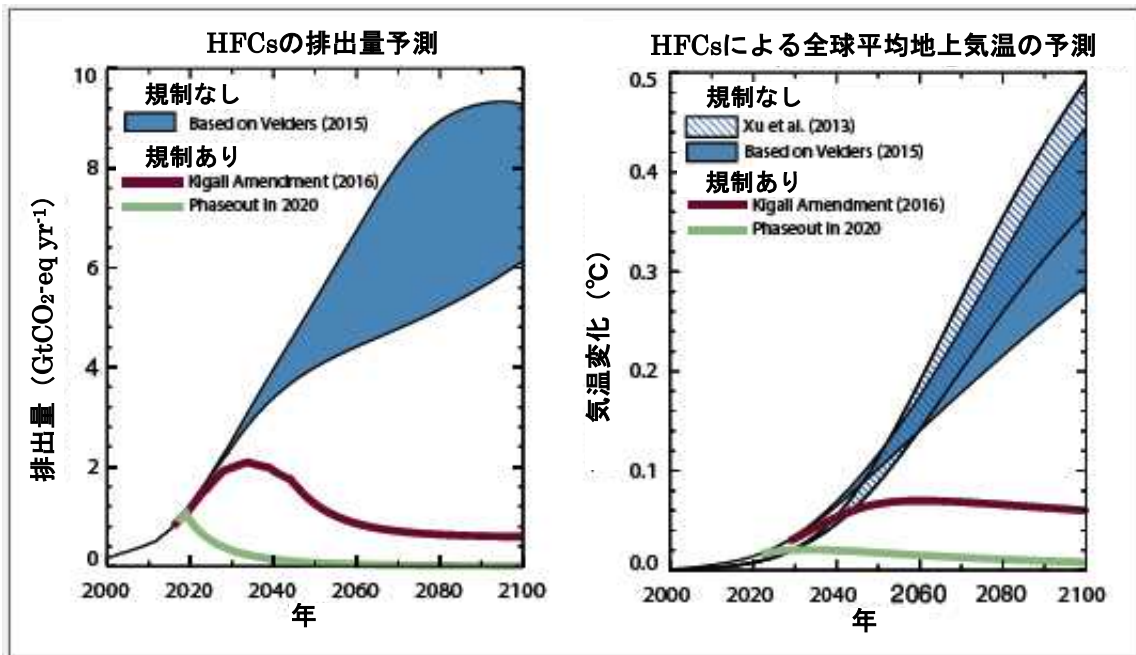 HFCsの排出量予測
10
8
6
4
2
0
規制なし
Based on Velders (2015)
規制あり
Kigali Amendment (2016)
Phaseout in 2020
排出量 (GtCO₂-eq yr⁻¹)
2000 2020 2040 2060 2080 2100
年
HFCsによる全球平均地上気温の予測
0.5
0.4
0.3
0.2
0.1
0.0
規制なし
Xu et al. (2013)
Based on Velders (2015)
規制あり
Kigali Amendment (2016)
Phaseout in 2020
気温変化 (℃)
2000 2020 2040 2060 2080 2100
年